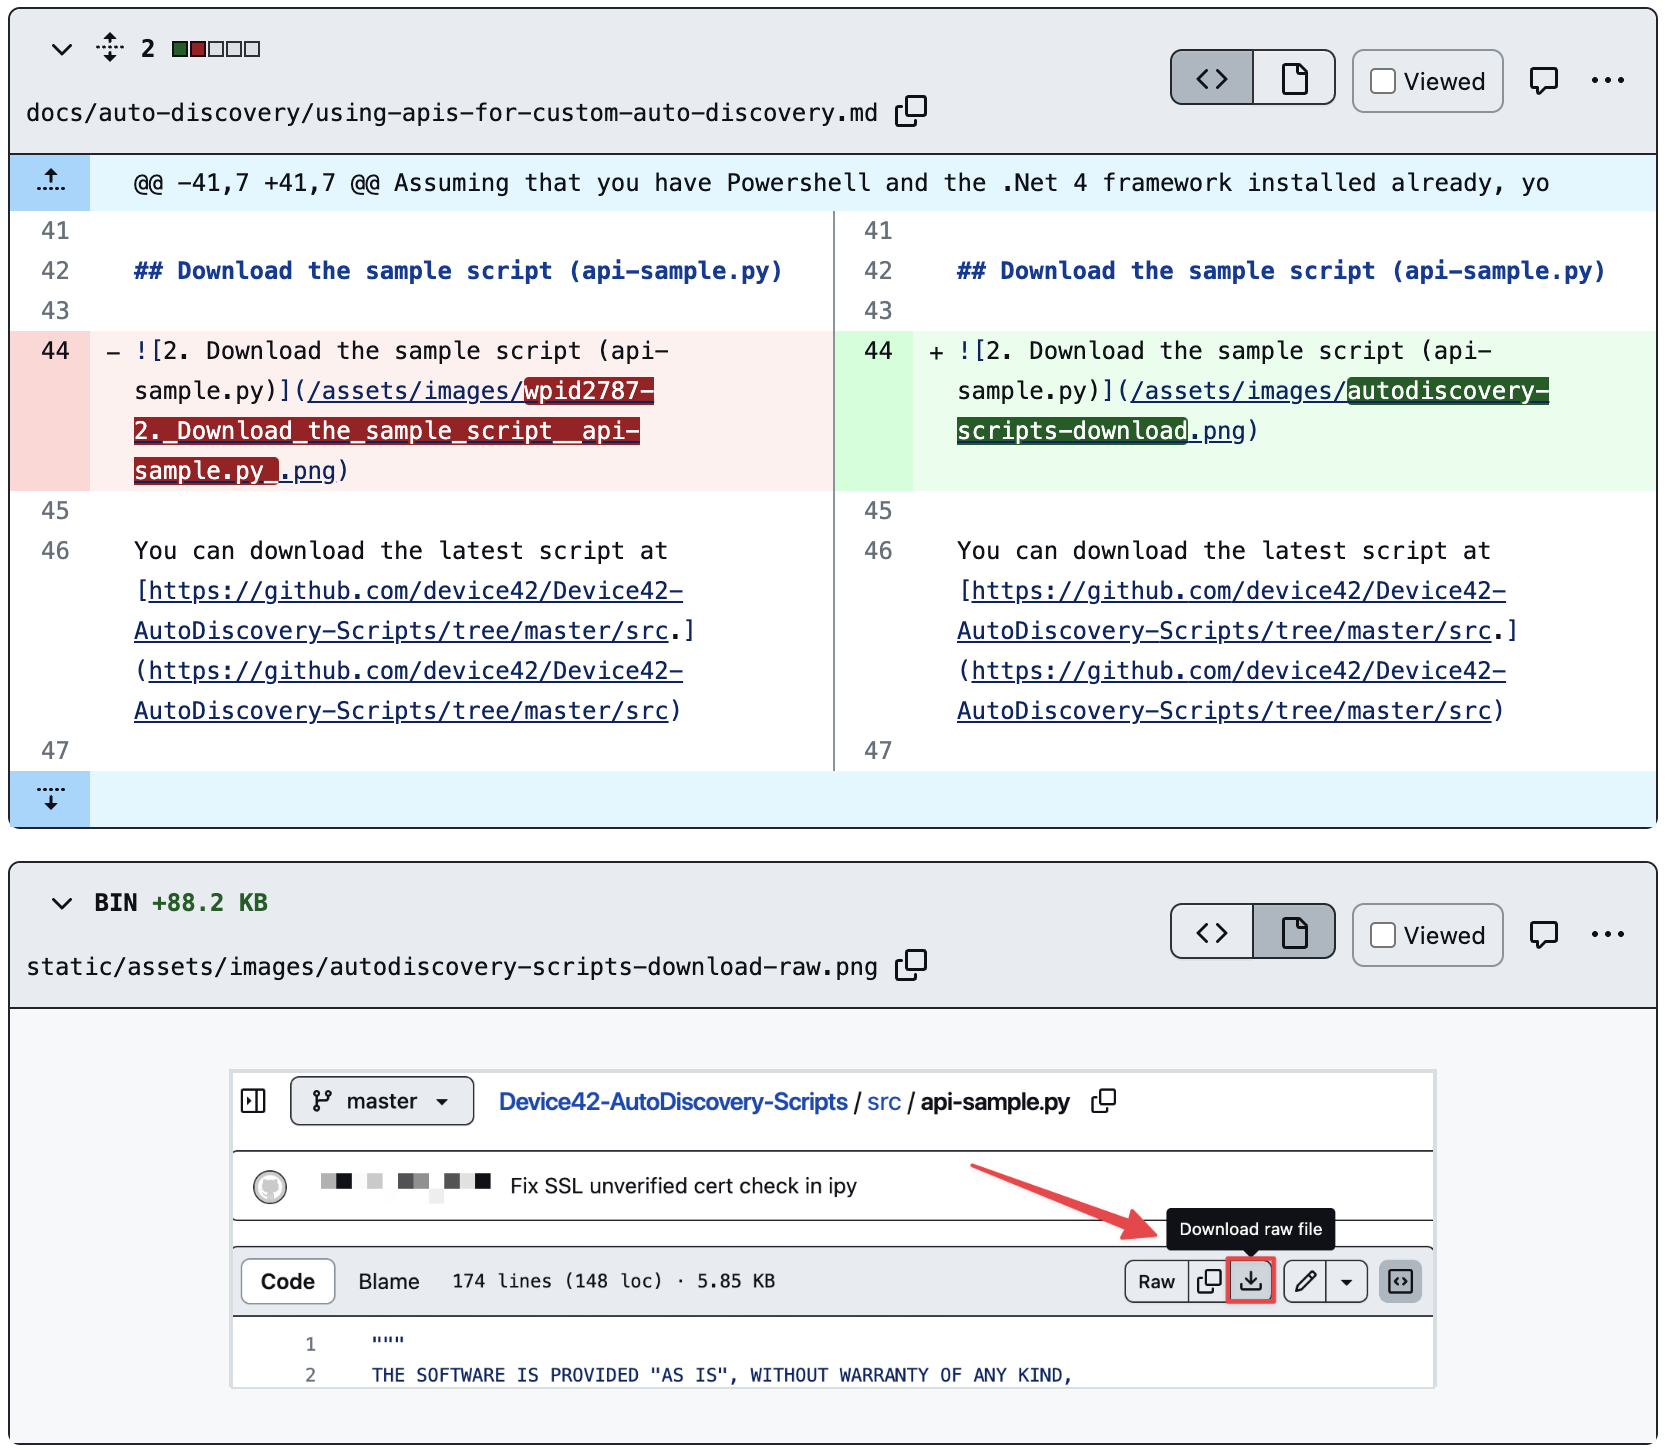 2
Viewed
docs/auto-discovery/using-apis-for-custom-auto-discovery.md
@@ -41,7 +41,7 @@ Assuming that you have Powershell and the .Net 4 framework installed already, yo
41
42 ## Download the sample script (api-sample.py)
43
44 - ![2. Download the sample script (api-
sample.py)](/assets/images/wpid2787-
2._Download_the_sample_script__api-
sample.py_.png)
45
46 You can download the latest script at
[https://github.com/device42/Device42-
AutoDiscovery-Scripts/tree/master/src.]
(https://github.com/device42/Device42-
AutoDiscovery-Scripts/tree/master/src)
47
41
42 ## Download the sample script (api-sample.py)
43
44 + ![2. Download the sample script (api-
sample.py)](/assets/images/autodiscovery-
scripts-download.png)
45
46 You can download the latest script at
[https://github.com/device42/Device42-
AutoDiscovery-Scripts/tree/master/src.]
(https://github.com/device42/Device42-
AutoDiscovery-Scripts/tree/master/src)
47
BIN +88.2 KB
Viewed
static/assets/images/autodiscovery-scripts-download-raw.png
master Device42-AutoDiscovery-Scripts / src / api-sample.py
Fix SSL unverified cert check in ipy
Download raw file
Code Blame 174 lines (148 loc) · 5.85 KB Raw
1 """
2 THE SOFTWARE IS PROVIDED "AS IS", WITHOUT WARRANTY OF ANY KIND,